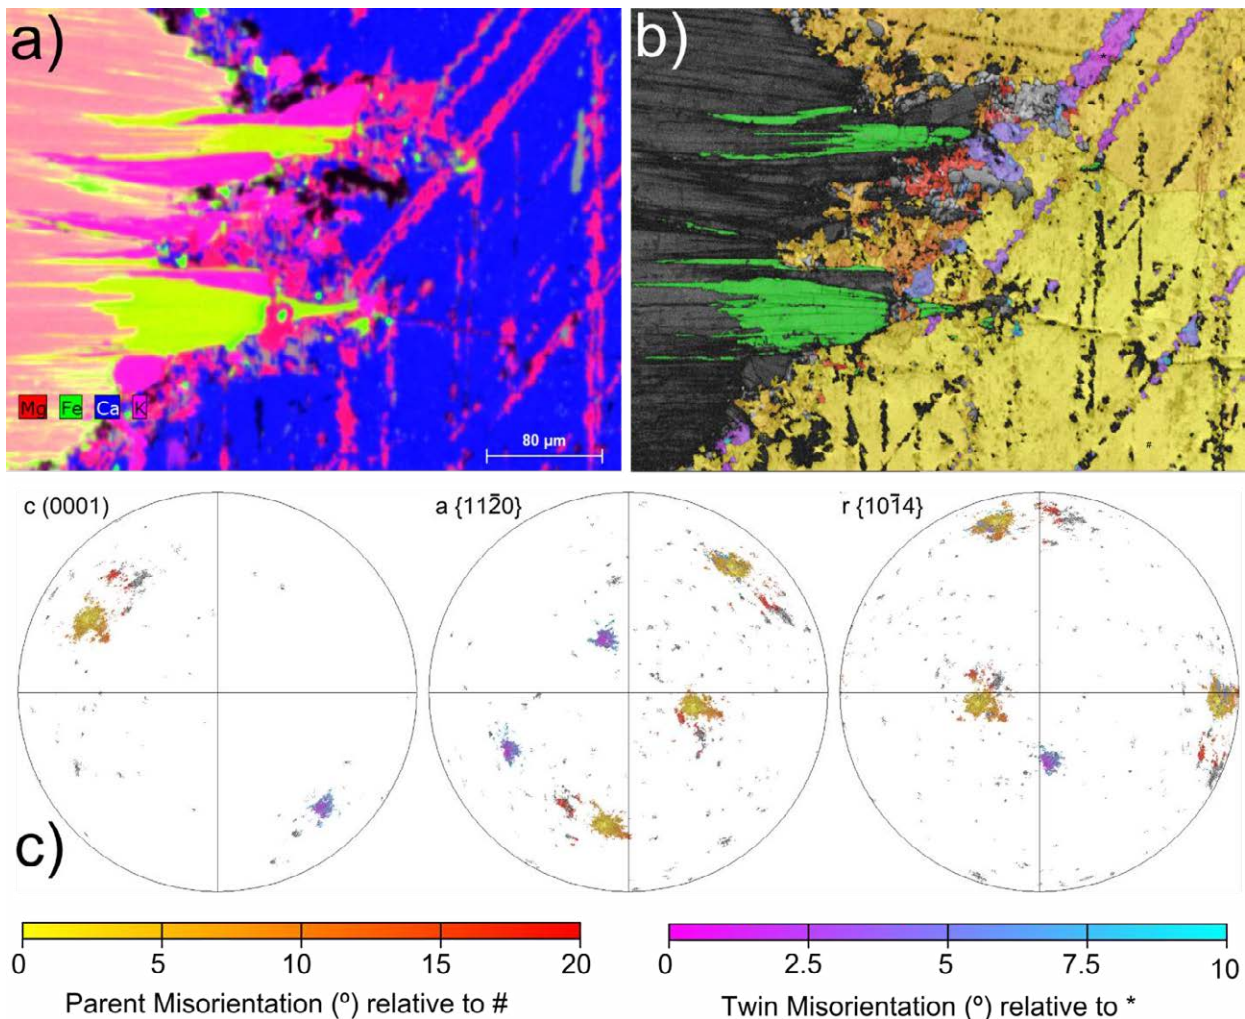 a)
b)
Mg Fe Ca K
80 µm
*
#
c (0001)
a {112̄0}
r {101̄4}
c)
0 5 10 15 20
0 2.5 5 7.5 10
Parent Misorientation (º) relative to #
Twin Misorientation (º) relative to *